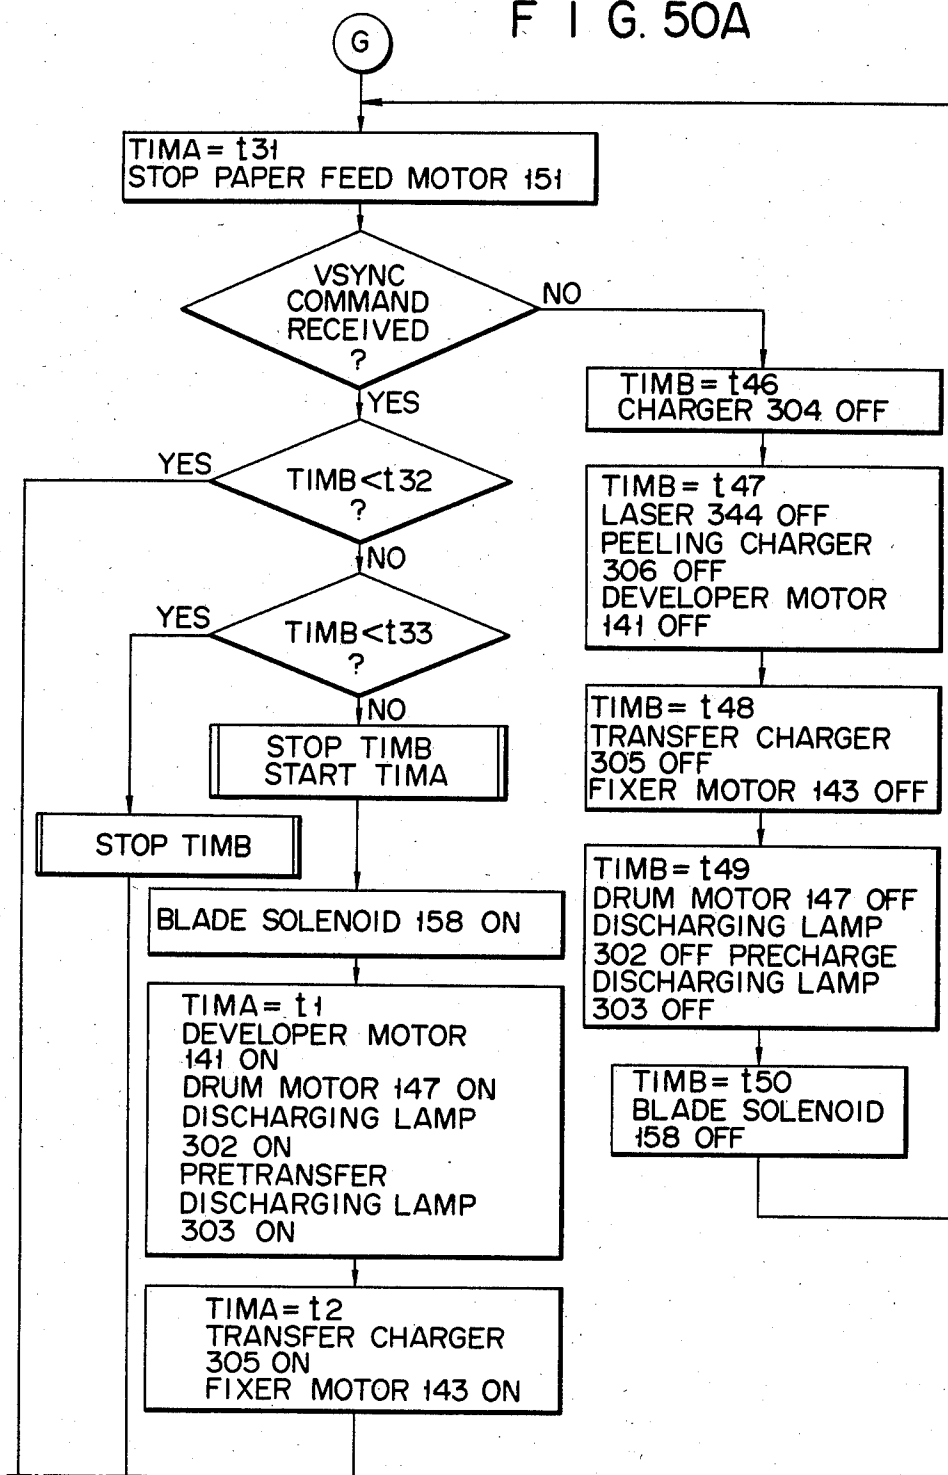 F I G. 50A
G
TIMA= t31
STOP PAPER FEED MOTOR 151
VSYNC
COMMAND
RECEIVED
?
NO
YES
TIMB<t32
?
YES
NO
TIMB<t33
?
YES
NO
STOP TIMB
START TIMA
STOP TIMB
BLADE SOLENOID 158 ON
TIMA= t1
DEVELOPER MOTOR
141 ON
DRUM MOTOR 147 ON
DISCHARGING LAMP
302 ON
PRETRANSFER
DISCHARGING LAMP
303 ON
TIMA= t2
TRANSFER CHARGER
305 ON
FIXER MOTOR 143 ON
TIMB= t46
CHARGER 304 OFF
TIMB= t47
LASER 344 OFF
PEELING CHARGER
306 OFF
DEVELOPER MOTOR
141 OFF
TIMB= t48
TRANSFER CHARGER
305 OFF
FIXER MOTOR 143 OFF
TIMB= t49
DRUM MOTOR 147 OFF
DISCHARGING LAMP
302 OFF PRECHARGE
DISCHARGING LAMP
303 OFF
TIMB= t50
BLADE SOLENOID
158 OFF